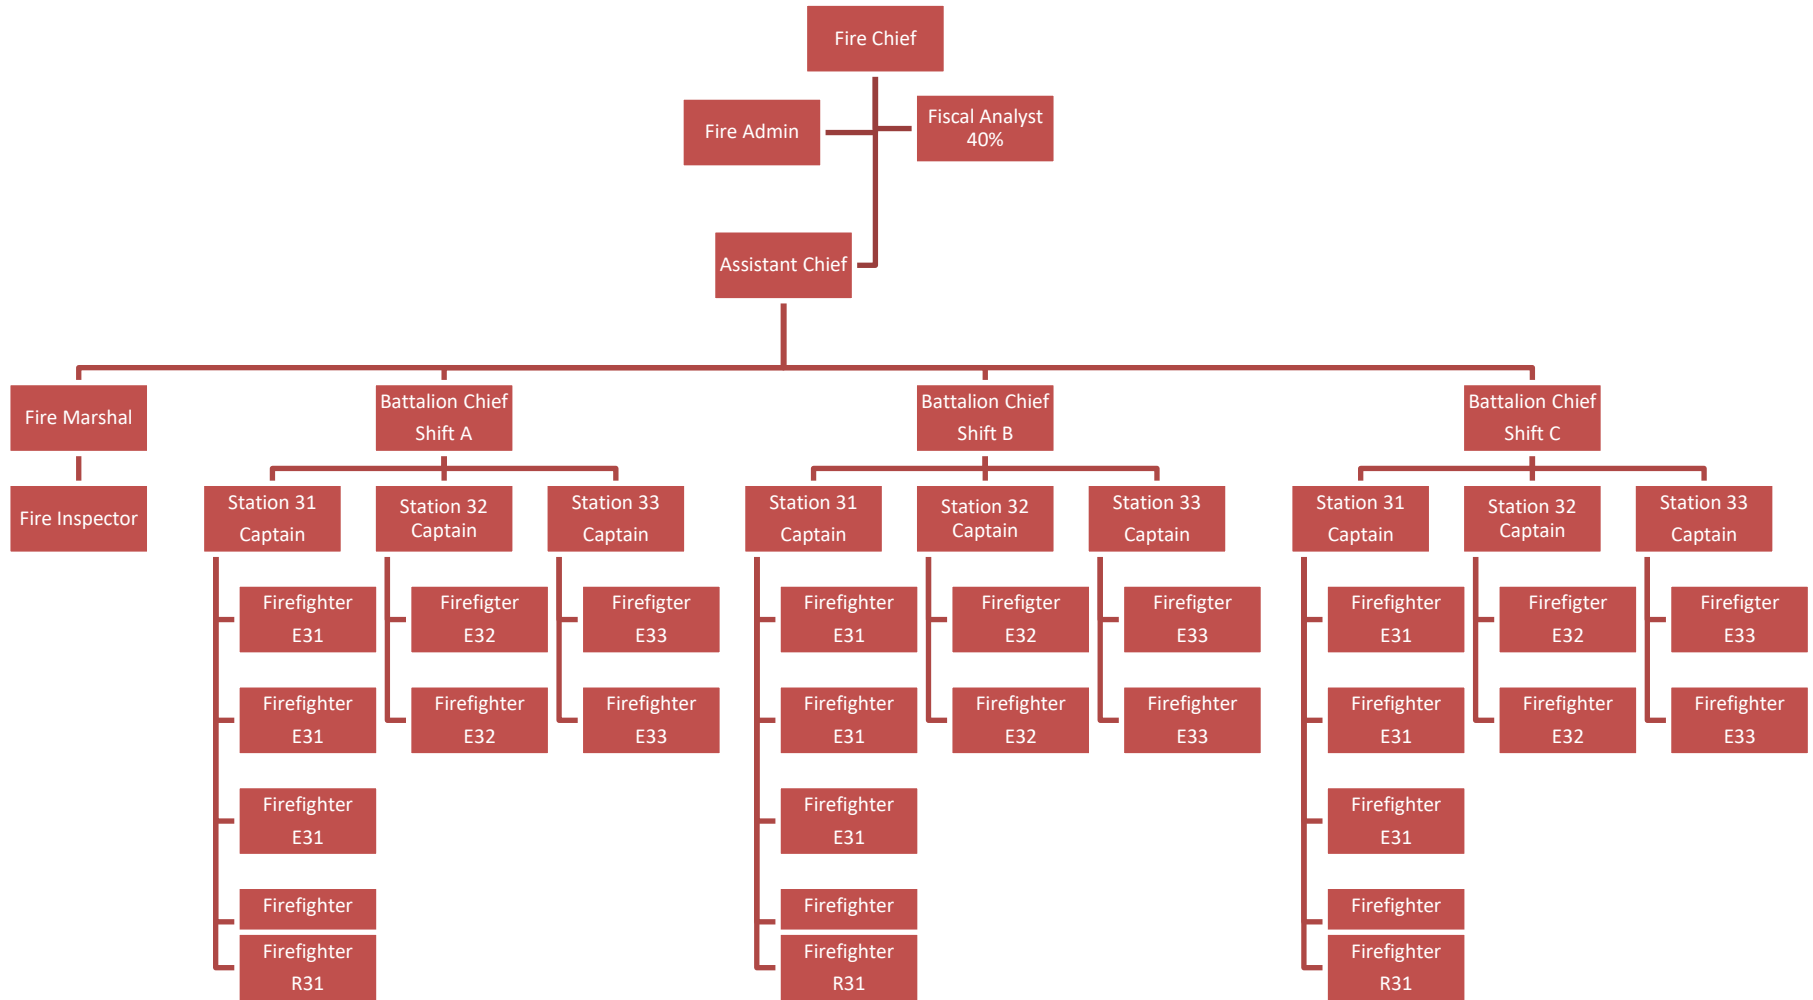 Fire Chief
Fire Admin
Fiscal Analyst
40%
Assistant Chief
Fire Marshal
Battalion Chief
Shift A
Battalion Chief
Shift B
Battalion Chief
Shift C
Fire Inspector
Station 31
Captain
Station 32
Captain
Station 33
Captain
Station 31
Captain
Station 32
Captain
Station 33
Captain
Station 31
Captain
Station 32
Captain
Station 33
Captain
Firefighter
E31
Firefigter
E32
Firefigter
E33
Firefighter
E31
Firefigter
E32
Firefigter
E33
Firefighter
E31
Firefigter
E32
Firefigter
E33
Firefighter
E31
Firefighter
E32
Firefighter
E33
Firefighter
E31
Firefighter
E32
Firefighter
E33
Firefighter
E31
Firefighter
E32
Firefighter
E33
Firefighter
E31
Firefighter
E31
Firefighter
E31
Firefighter
Firefighter
Firefighter
Firefighter
R31
Firefighter
R31
Firefighter
R31